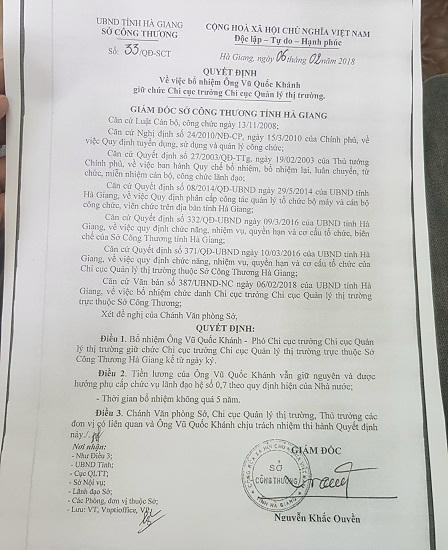 UBND TỈNH HÀ GIANG
SỞ CÔNG THƯƠNG
Số: 33/QĐ-SCT
CỘNG HOÀ XÃ HỘI CHỦ NGHĨA VIỆT NAM
Độc lập - Tự do - Hạnh phúc
Hà Giang, ngày 06 tháng 02 năm 2018
QUYẾT ĐỊNH
Về việc bổ nhiệm Ông Vũ Quốc Khánh
giữ chức Chi cục trưởng Chi cục Quản lý thị trường.
GIÁM ĐỐC SỞ CÔNG THƯƠNG TỈNH HÀ GIANG
Căn cứ Luật Cán bộ, công chức ngày 13/11/2008;
Căn cứ Nghị định số 24/2010/NĐ-CP, ngày 15/3/2010 của Chính phủ, về
việc Quy định tuyển dụng, sử dụng và quản lý công chức;
Căn cứ Quyết định số 27/2003/QĐ-TTg, ngày 19/02/2003 của Thủ tướng
Chính phủ, về việc ban hành Quy chế bổ nhiệm, bổ nhiệm lại, luân chuyển, từ
chức, miễn nhiệm cán bộ, công chức lãnh đạo;
Căn cứ Quyết định số 08/2014/QĐ-UBND ngày 29/5/2014 của UBND tỉnh
Hà Giang, về việc Quy định phân cấp công tác quản lý tổ chức bộ máy và cán bộ
công chức, viên chức trên địa bàn tỉnh Hà Giang;
Căn cứ Quyết định số 332/QĐ-UBND ngày 09/3/2016 của UBND tỉnh Hà
Giang, về việc quy định chức năng, nhiệm vụ, quyền hạn và cơ cấu tổ chức, biên
chế của Sở Công Thương tỉnh Hà Giang;
Căn cứ Quyết định số 371/QĐ-UBND ngày 10/03/2016 của UBND tỉnh Hà
Giang, về việc quy định chức năng, nhiệm vụ, quyền hạn và cơ cấu tổ chức của
Chi cục Quản lý thị trường thuộc Sở Công Thương Hà Giang;
Căn cứ Văn bản số 387/UBND-NC ngày 06/02/2018 của UBND tỉnh Hà
Giang, về việc bổ nhiệm chức danh Chi cục trưởng Chi cục Quản lý thị trường
trực thuộc Sở Công Thương;
Xét đề nghị của Chánh Văn phòng Sở,
QUYẾT ĐỊNH:
Điều 1. Bổ nhiệm Ông Vũ Quốc Khánh - Phó Chi cục trưởng Chi cục Quản
lý thị trường giữ chức Chi cục trưởng Chi cục Quản lý thị trường trực thuộc Sở
Công Thương Hà Giang kể từ ngày ký.
Điều 2. Tiền lương của Ông Vũ Quốc Khánh vẫn giữ nguyên và được
hưởng phụ cấp chức vụ lãnh đạo hệ số 0,7 theo quy định hiện của Nhà nước;
- Thời gian bổ nhiệm không quá 5 năm.
Điều 3. Chánh Văn phòng Sở, Chi cục Quản lý thị trường, Thủ trưởng các
đơn vị có liên quan và Ông Vũ Quốc Khánh chịu trách nhiệm thi hành Quyết định
này./.
Nơi nhận:
- Như Điều 3;
- UBND Tỉnh;
- Cục QLTT;
- Sở Nội vụ;
- Lãnh đạo Sở;
- Các Phòng, đơn vị thuộc Sở;
- Lưu: VT, Vnptioffice, VP
GIÁM ĐỐC
SỞ
CÔNG THƯƠNG
TỈNH HÀ GIANG
Nguyễn Khắc Quyền